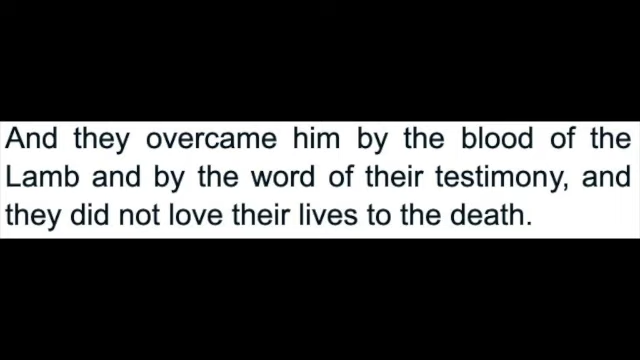 And they overcame him by the blood of the
Lamb and by the word of their testimony, and
they did not love their lives to the death.